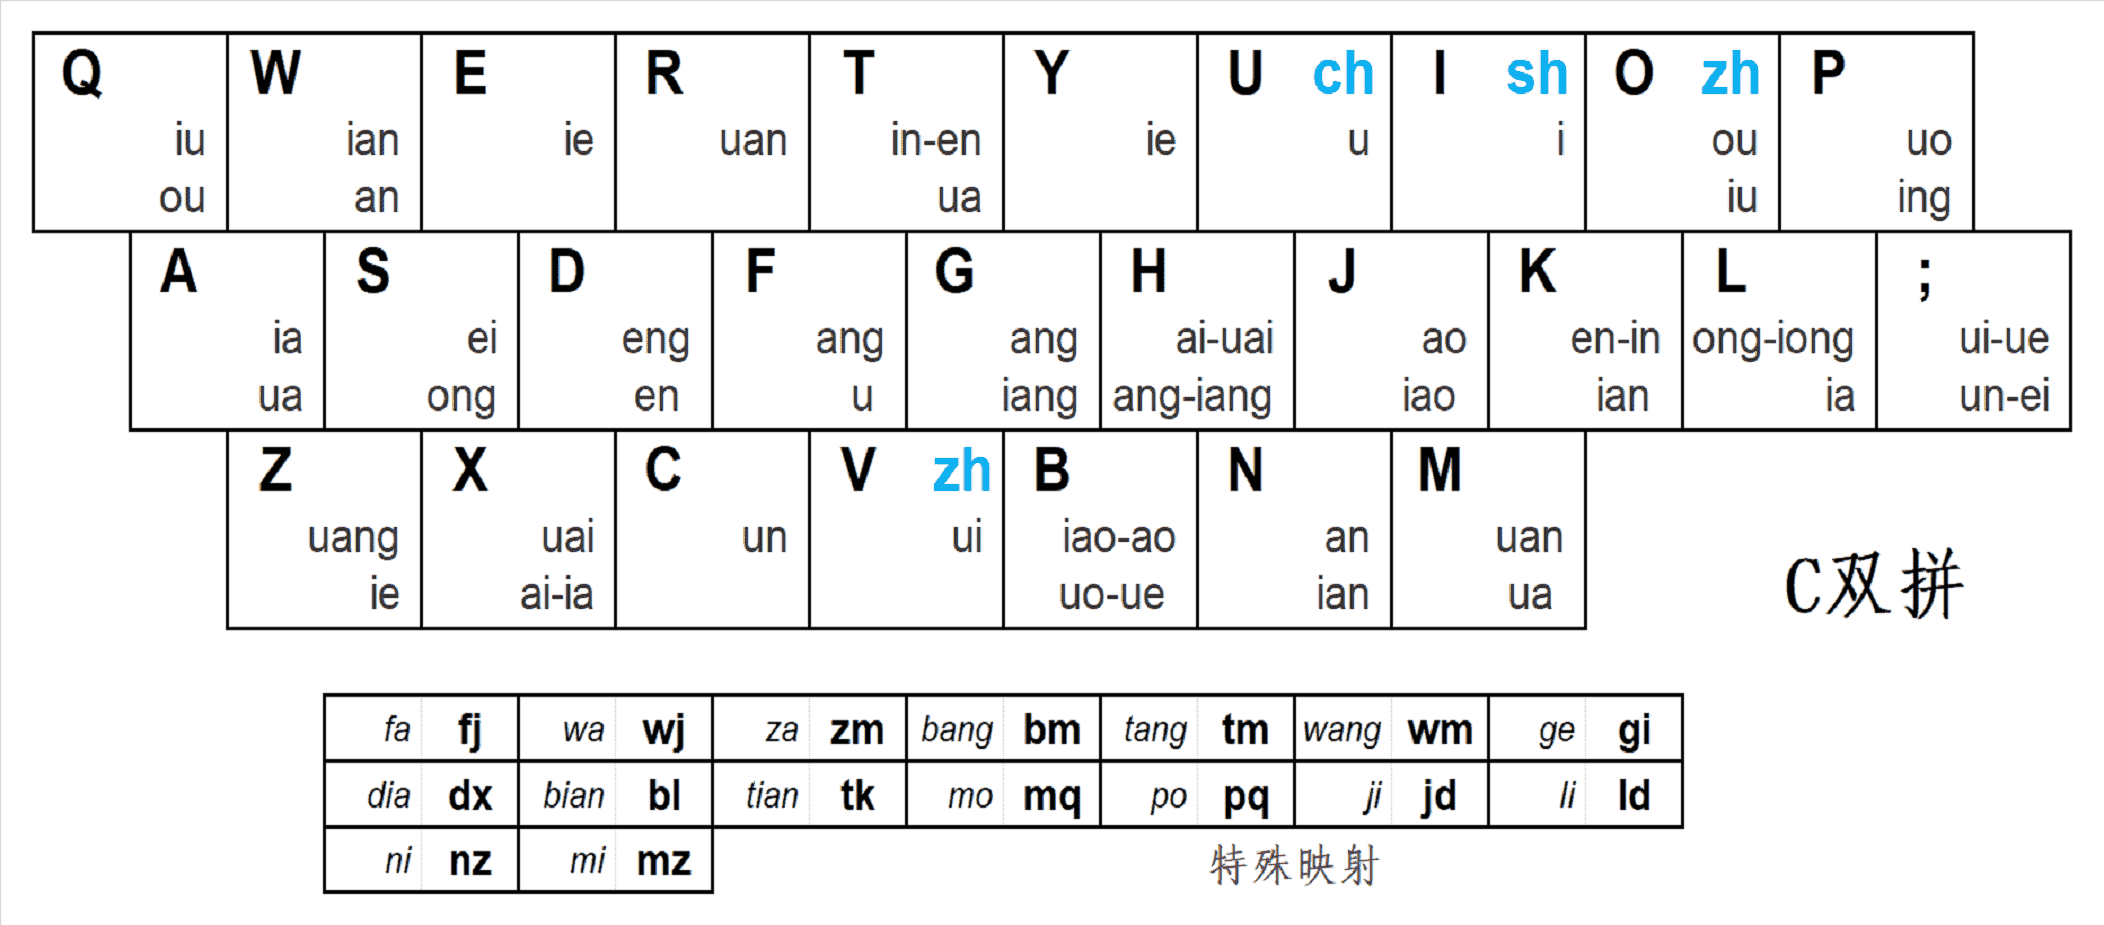 Q W E R T Y U ch I sh O zh P
iu ian ie uan in-en ie u i ou uo
ou an ua iu ing
A S D F G H J K L ;
ia ei eng ang ang ai-uai ao en-in ong-iong ui-ue
ua ong en u iang ang-iang iao ian ia un-ei
Z X C V zh B N M
uang uai un ui iao-ao an uan
ie ai-ia uo-ue ian ua
C双拼
fa fj wa wj za zm bang bm tang tm wang wm ge gi
dia dx bian bl tian tk mo mq po pq ji jd li ld
ni nz mi mz
特殊映射